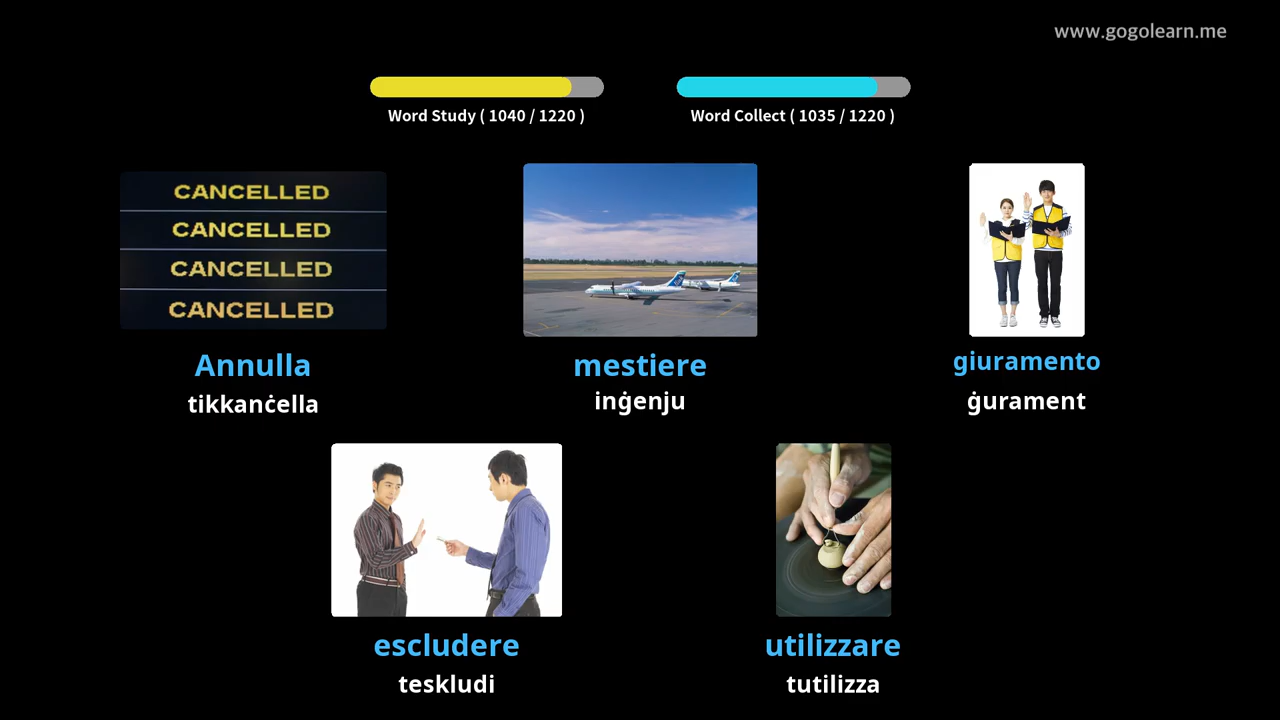 www.gogolearn.me
Word Study ( 1040 / 1220 )
Word Collect ( 1035 / 1220 )
CANCELLED
CANCELLED
CANCELLED
CANCELLED
Annulla
tikkanċella
mestiere
inġenju
giuramento
ġurament
escludere
teskludi
utilizzare
tutilizza